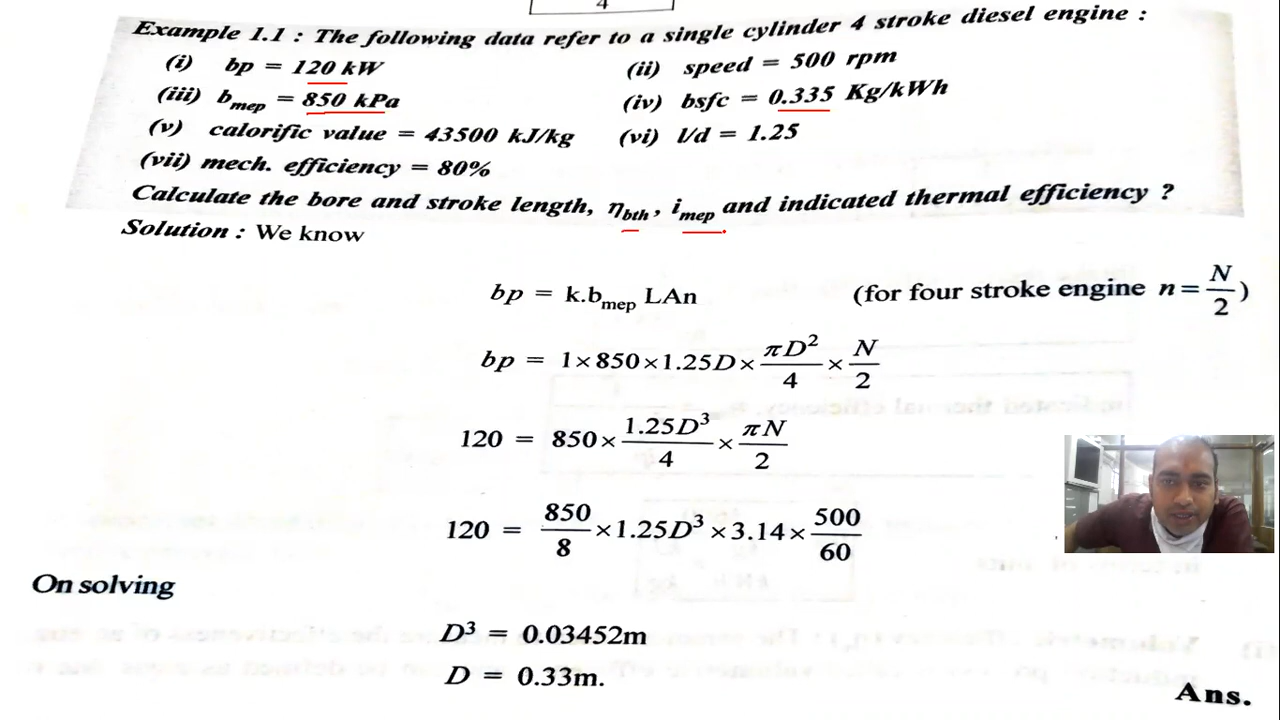 4
Example 1.1 : The following data refer to a single cylinder 4 stroke diesel engine :
(i) bp = 120 kW (ii) speed = 500 rpm
(iii) b_mep = 850 kPa (iv) bsfc = 0.335 Kg/kWh
(v) calorific value = 43500 kJ/kg (vi) l/d = 1.25
(vii) mech. efficiency = 80%
Calculate the bore and stroke length, η_bth, i_mep and indicated thermal efficiency ?
Solution : We know
bp = k.b_mep LAn (for four stroke engine n = N/2)
bp = 1×850×1.25D× πD²/4 × N/2
120 = 850× 1.25D³/4 × πN/2
120 = 850/8 ×1.25D³ ×3.14× 500/60
On solving
D³ = 0.03452m
D = 0.33m.
Ans.